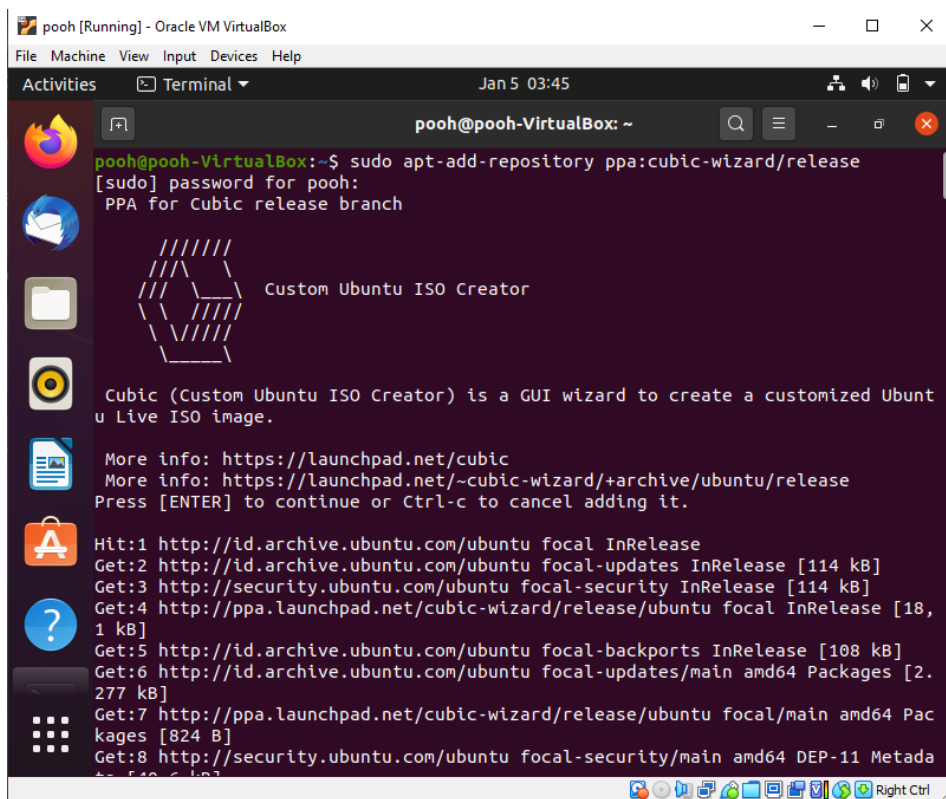 pooh [Running] - Oracle VM VirtualBox
File Machine View Input Devices Help
Activities Terminal Jan 5 03:45
pooh@pooh-VirtualBox: ~
pooh@pooh-VirtualBox:~$ sudo apt-add-repository ppa:cubic-wizard/release
[sudo] password for pooh:
PPA for Cubic release branch
///////
///\ \
/// \___\ Custom Ubuntu ISO Creator
\ \ /////
\ \/////
\_____\
Cubic (Custom Ubuntu ISO Creator) is a GUI wizard to create a customized Ubunt
u Live ISO image.
More info: https://launchpad.net/cubic
More info: https://launchpad.net/~cubic-wizard/+archive/ubuntu/release
Press [ENTER] to continue or Ctrl-c to cancel adding it.
Hit:1 http://id.archive.ubuntu.com/ubuntu focal InRelease
Get:2 http://id.archive.ubuntu.com/ubuntu focal-updates InRelease [114 kB]
Get:3 http://security.ubuntu.com/ubuntu focal-security InRelease [114 kB]
Get:4 http://ppa.launchpad.net/cubic-wizard/release/ubuntu focal InRelease [18,
1 kB]
Get:5 http://id.archive.ubuntu.com/ubuntu focal-backports InRelease [108 kB]
Get:6 http://id.archive.ubuntu.com/ubuntu focal-updates/main amd64 Packages [2.
277 kB]
Get:7 http://ppa.launchpad.net/cubic-wizard/release/ubuntu focal/main amd64 Pac
kages [824 B]
Get:8 http://security.ubuntu.com/ubuntu focal-security/main amd64 DEP-11 Metada
Right Ctrl